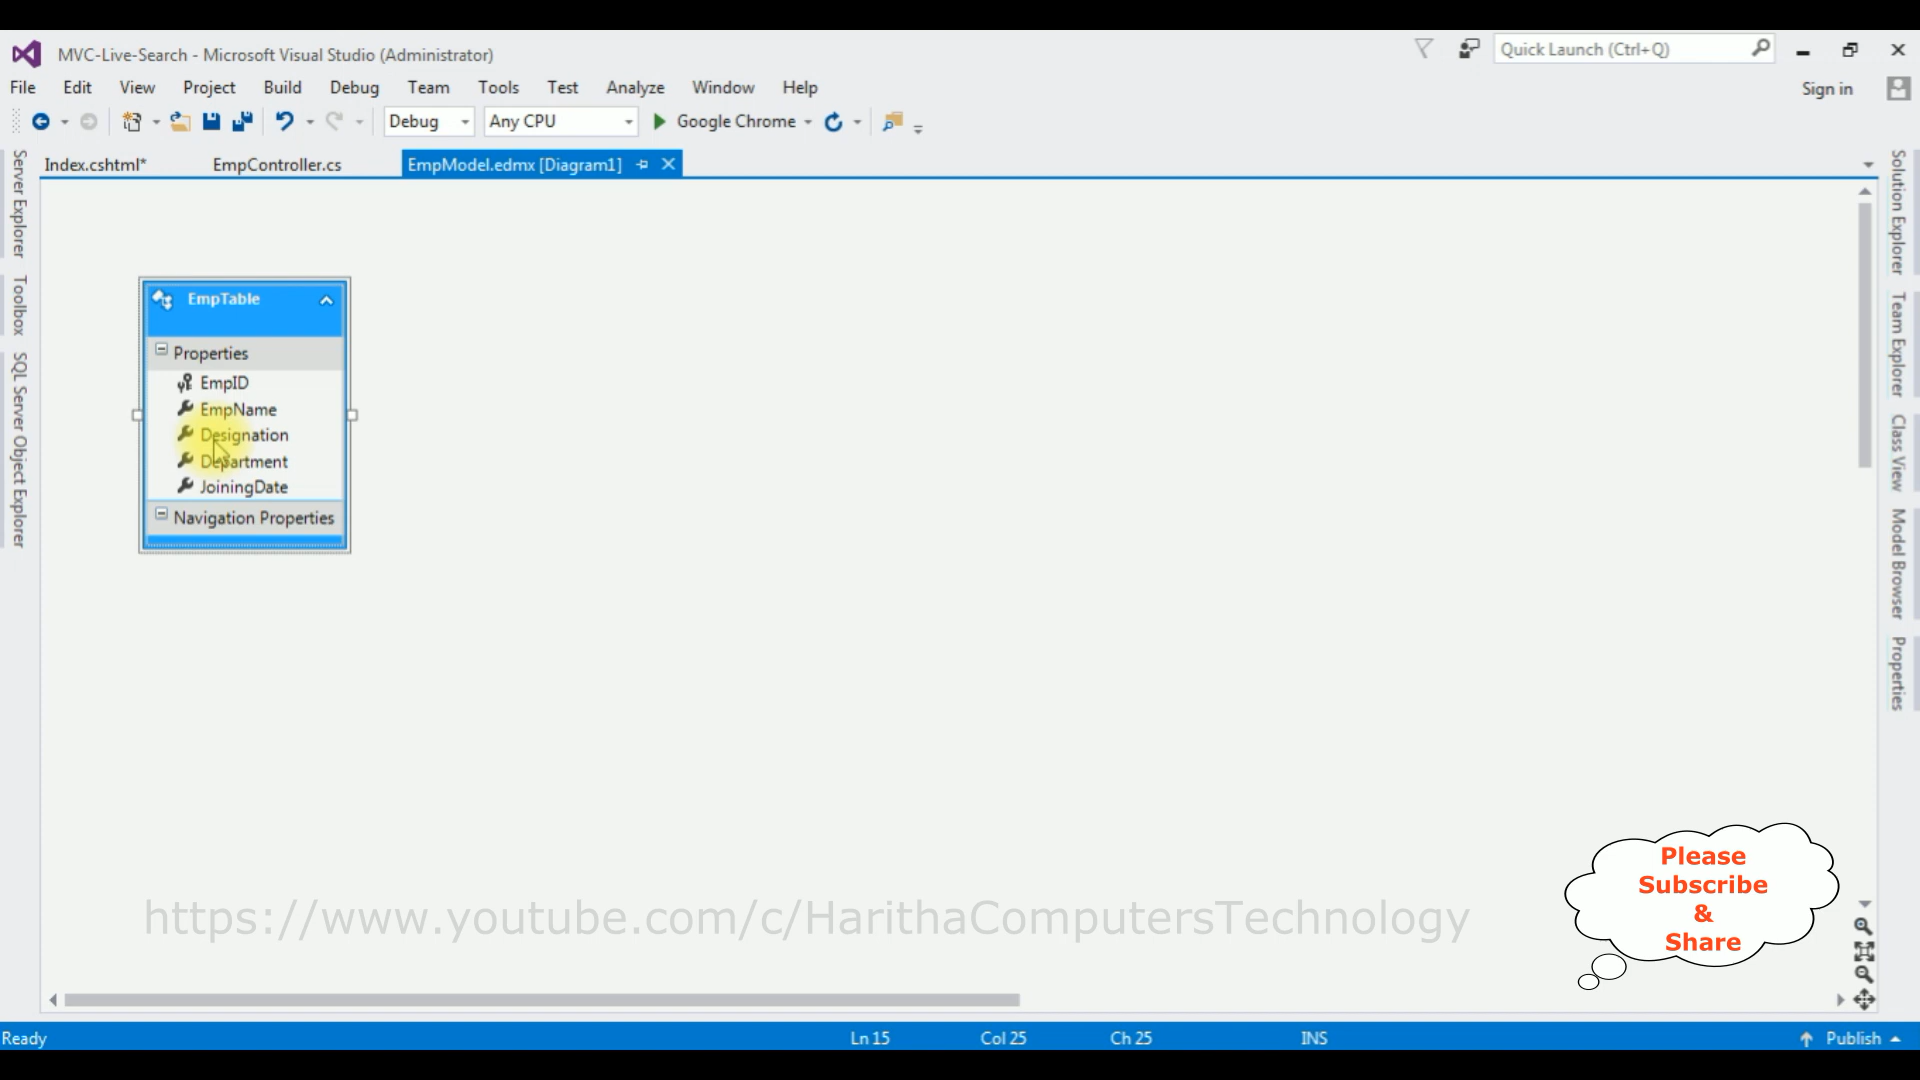 MVC-Live-Search - Microsoft Visual Studio (Administrator)
Quick Launch (Ctrl+Q)
File Edit View Project Build Debug Team Tools Test Analyze Window Help
Sign in
Debug Any CPU Google Chrome
Index.cshtml* EmpController.cs EmpModel.edmx [Diagram1]
Server Explorer
Toolbox
SQL Server Object Explorer
EmpTable
Properties
EmpID
EmpName
Designation
Department
JoiningDate
Navigation Properties
Solution Explorer
Team Explorer
Class View
Model Browser
Properties
Please
Subscribe
&
Share
https://www.youtube.com/c/HarithaComputersTechnology
Ready Ln 15 Col 25 Ch 25 INS Publish